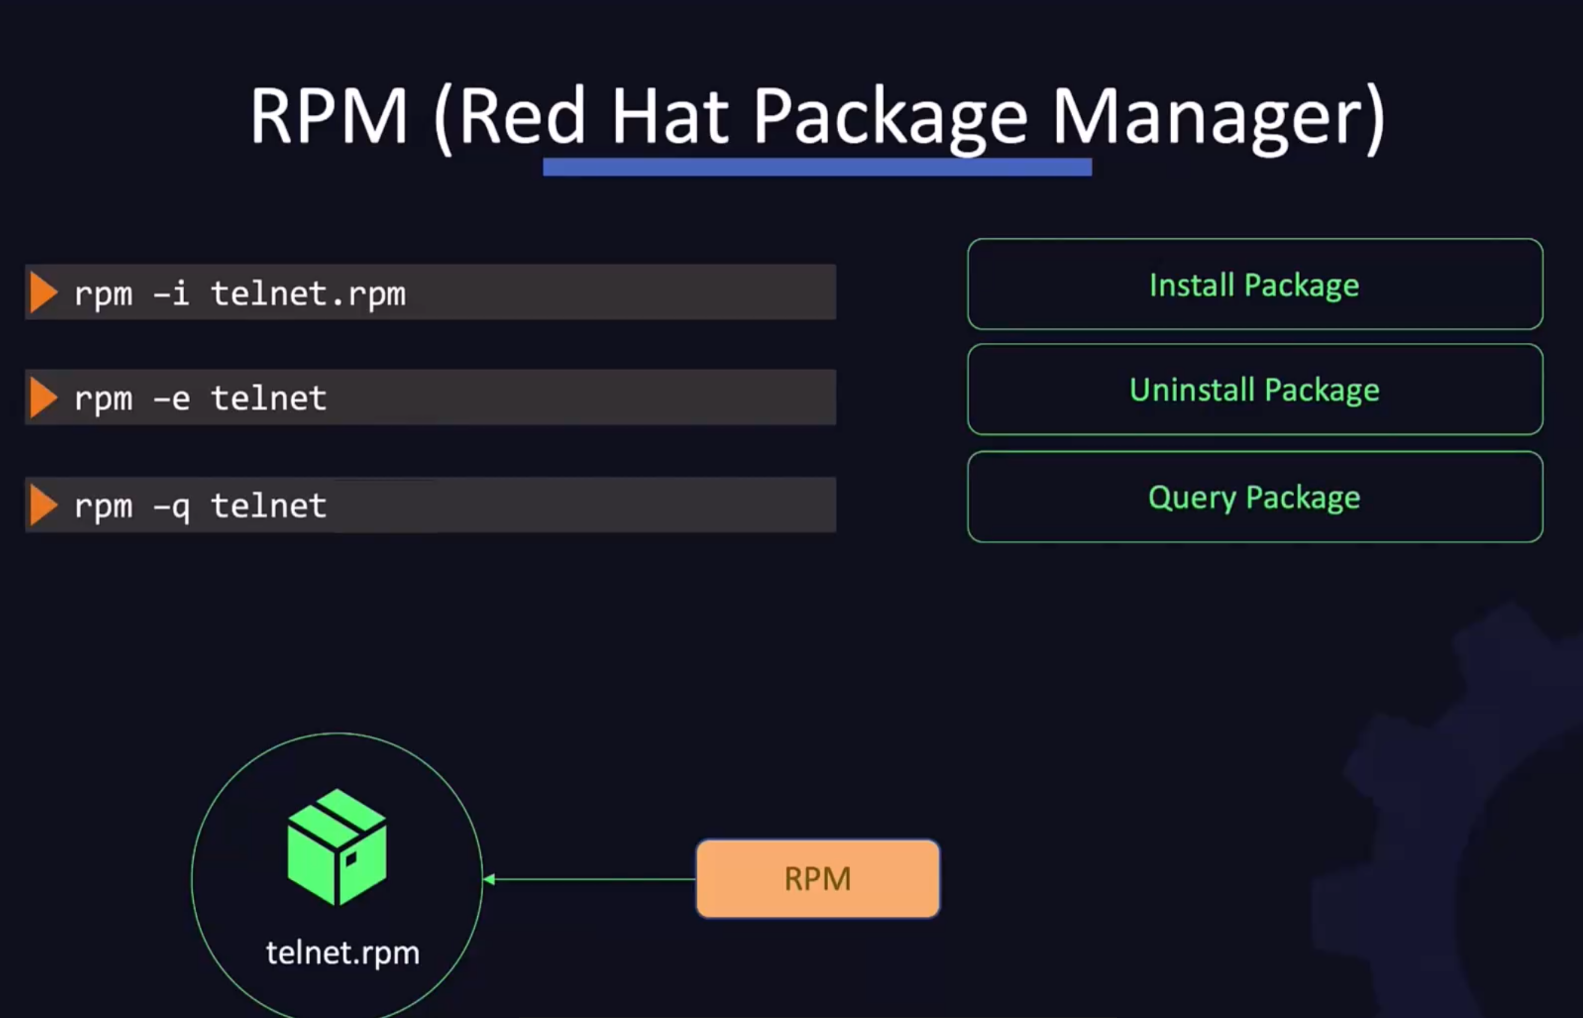 RPM (Red Hat Package Manager)
rpm –i telnet.rpm
Install Package
rpm –e telnet
Uninstall Package
rpm –q telnet
Query Package
telnet.rpm
RPM